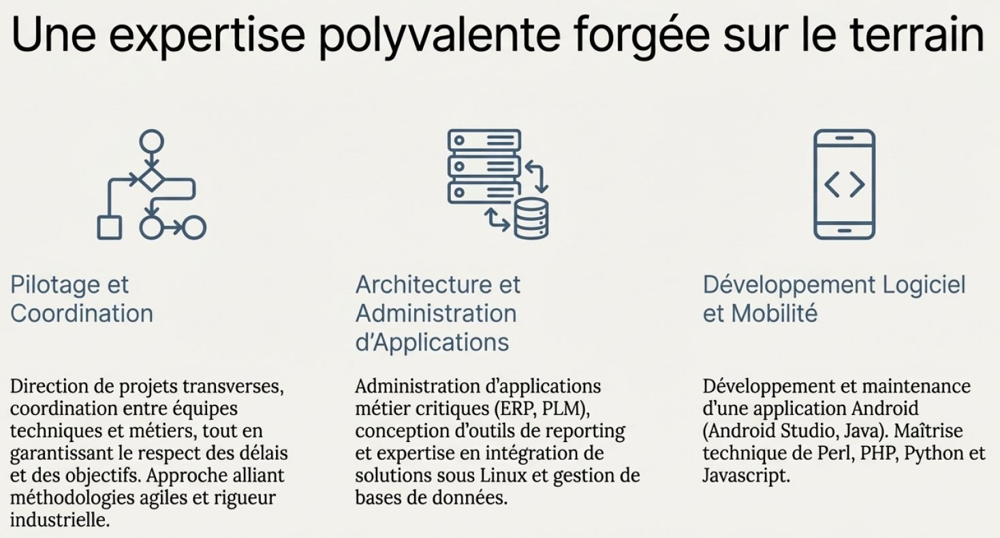 Une expertise polyvalente forgée sur le terrain
Pilotage et
Coordination
Direction de projets transverses,
coordination entre équipes
techniques et métiers, tout en
garantissant le respect des délais
et des objectifs. Approche alliant
méthodologies agiles et rigueur
industrielle.
Architecture et
Administration
d’Applications
Administration d’applications
métier critiques (ERP, PLM),
conception d’outils de reporting
et expertise en intégration de
solutions sous Linux et gestion de
bases de données.
Développement Logiciel
et Mobilité
Développement et maintenance
d’une application Android
(Android Studio, Java). Maîtrise
technique de Perl, PHP, Python et
Javascript.